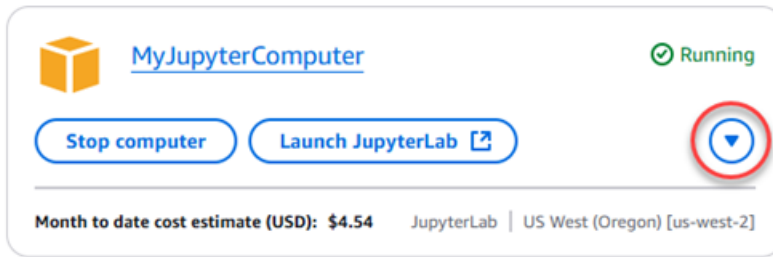 MyJupyterComputer
Running
Stop computer
Launch JupyterLab
Month to date cost estimate (USD): $4.54
JupyterLab | US West (Oregon) [us-west-2]